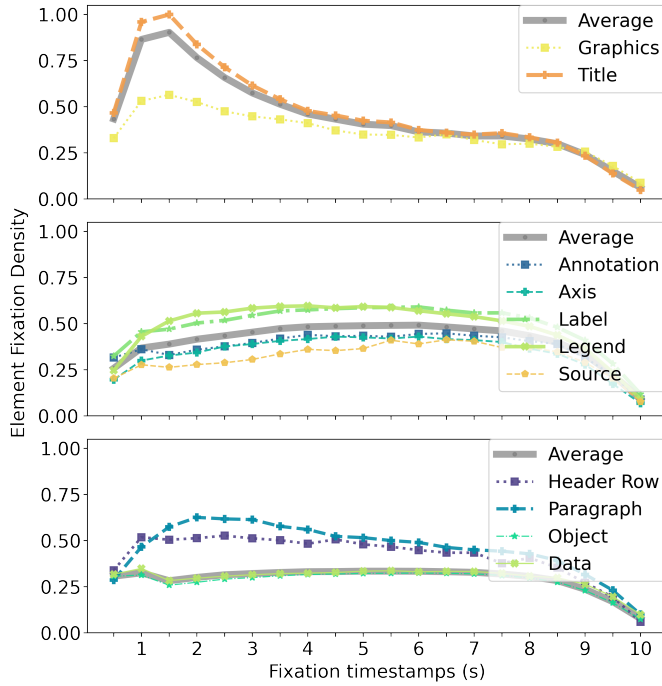 1.00
0.75
0.50
0.25
0.00
Average
Graphics
Title
Element Fixation Density
1.00
0.75
0.50
0.25
0.00
Average
Annotation
Axis
Label
Legend
Source
1.00
0.75
0.50
0.25
0.00
Average
Header Row
Paragraph
Object
Data
1 2 3 4 5 6 7 8 9 10
Fixation timestamps (s)